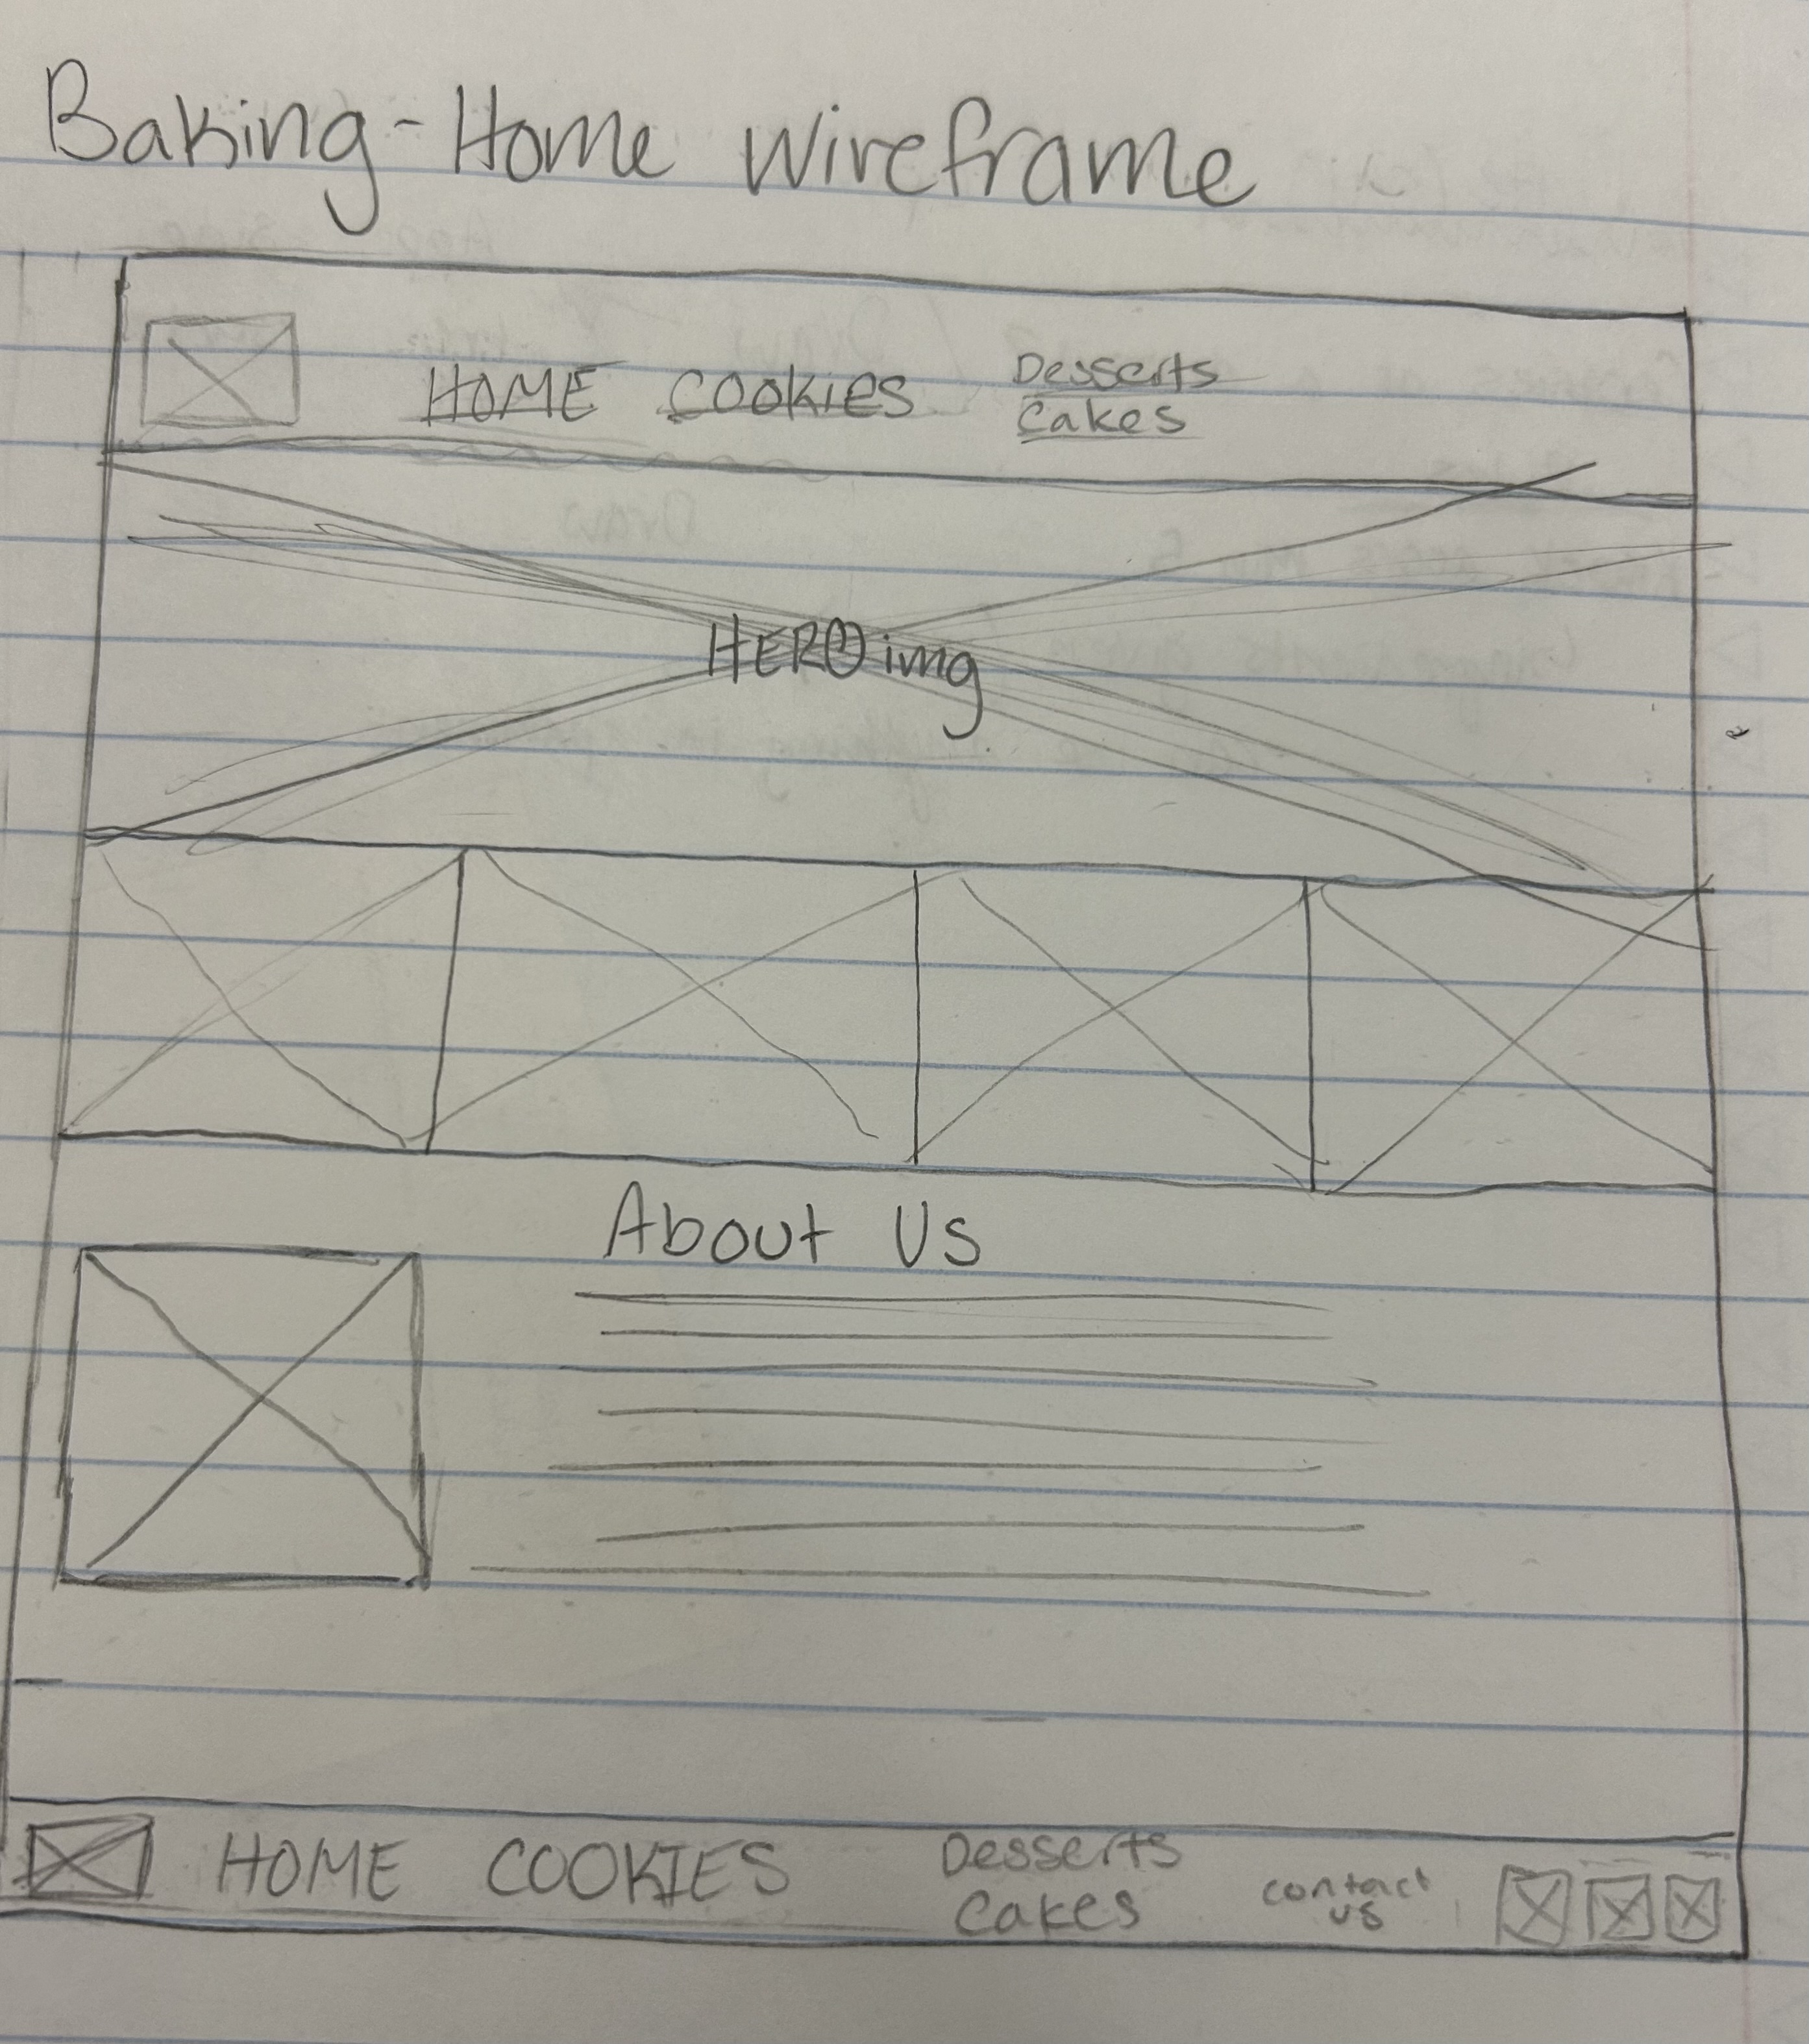 Baking-Home Wireframe
HOME COOKIES Desserts
Cakes
HERO img
About Us
HOME COOKIES Desserts
Cakes
contact
us